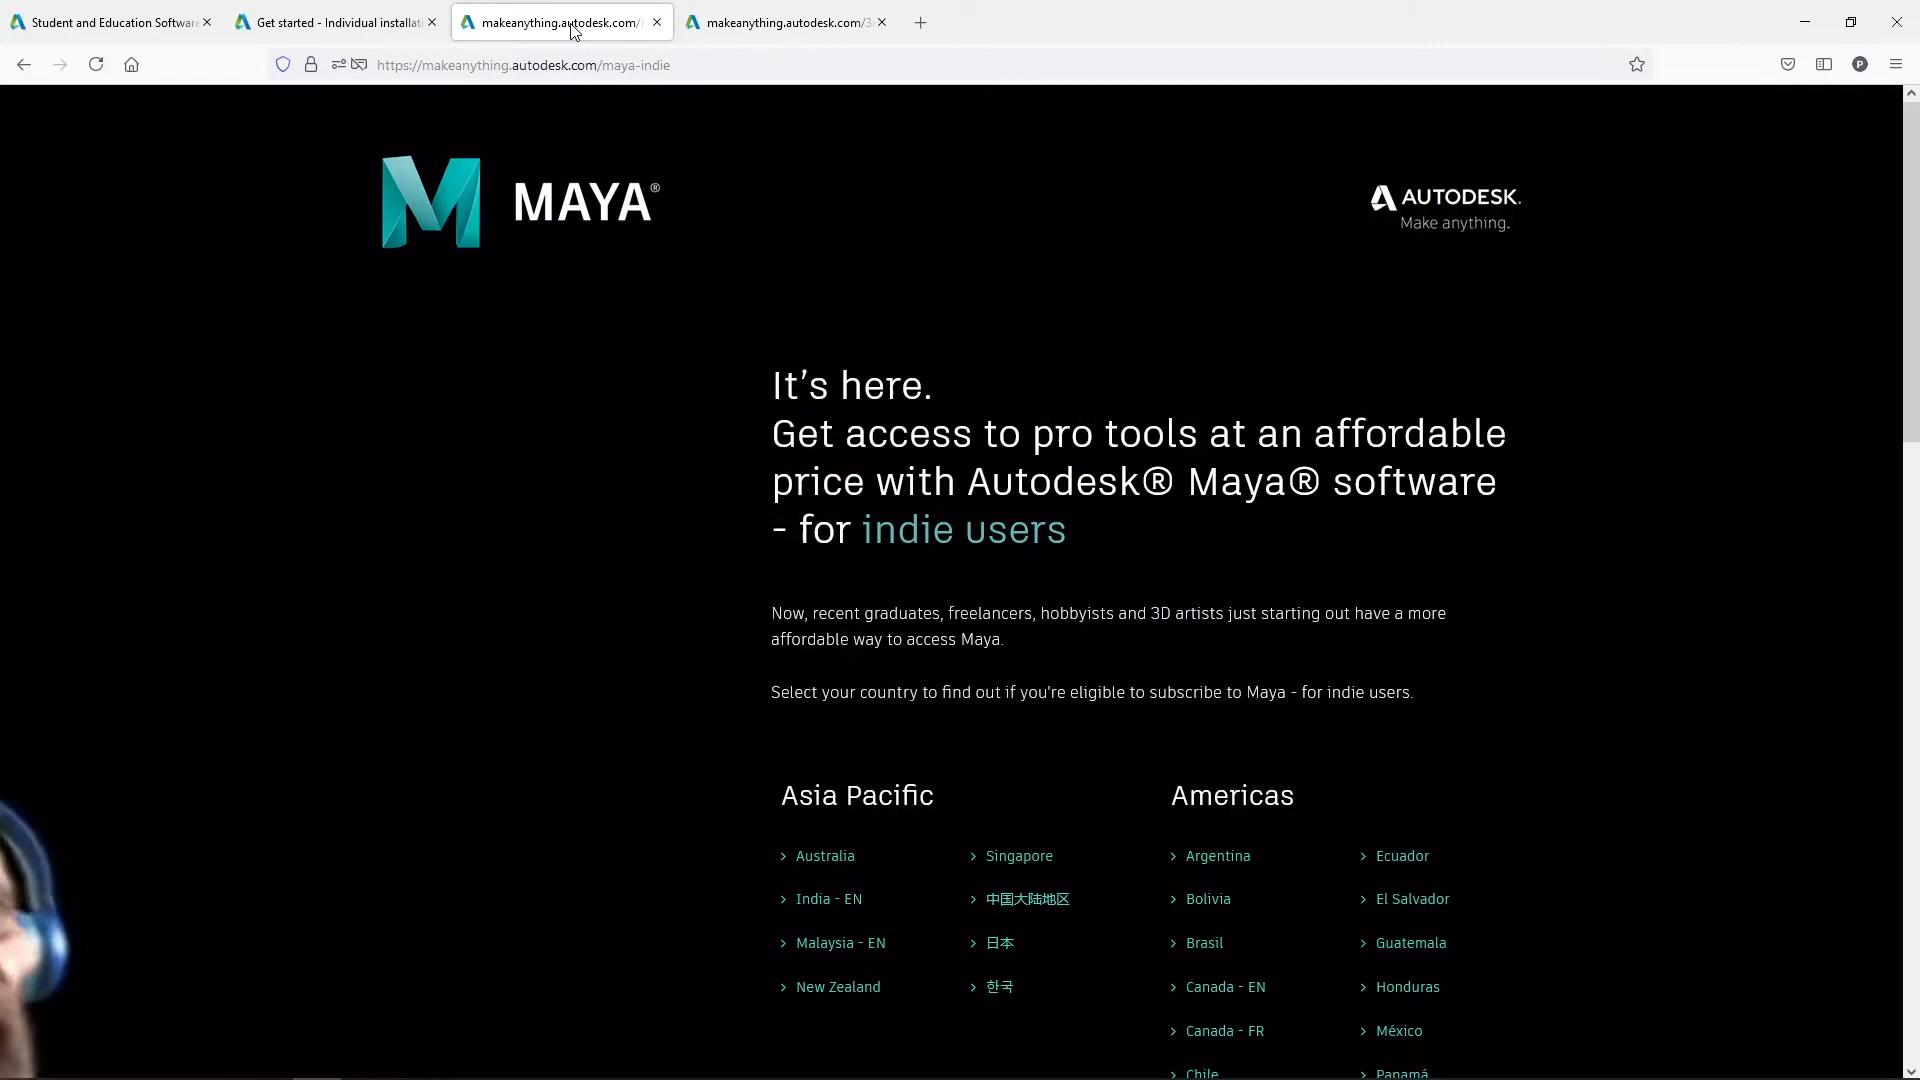 Student and Education Software
Get started - Individual installati
makeanything.autodesk.com/
makeanything.autodesk.com/3
https://makeanything.autodesk.com/maya-indie
P
MAYA®
AUTODESK.
Make anything.
It's here.
Get access to pro tools at an affordable
price with Autodesk® Maya® software
- for indie users
Now, recent graduates, freelancers, hobbyists and 3D artists just starting out have a more
affordable way to access Maya.
Select your country to find out if you're eligible to subscribe to Maya - for indie users.
Asia Pacific
Australia
India - EN
Malaysia - EN
New Zealand
Singapore
中国大陆地区
日本
한국
Americas
Argentina
Bolivia
Brasil
Canada - EN
Canada - FR
Chile
Ecuador
El Salvador
Guatemala
Honduras
México
Panamá